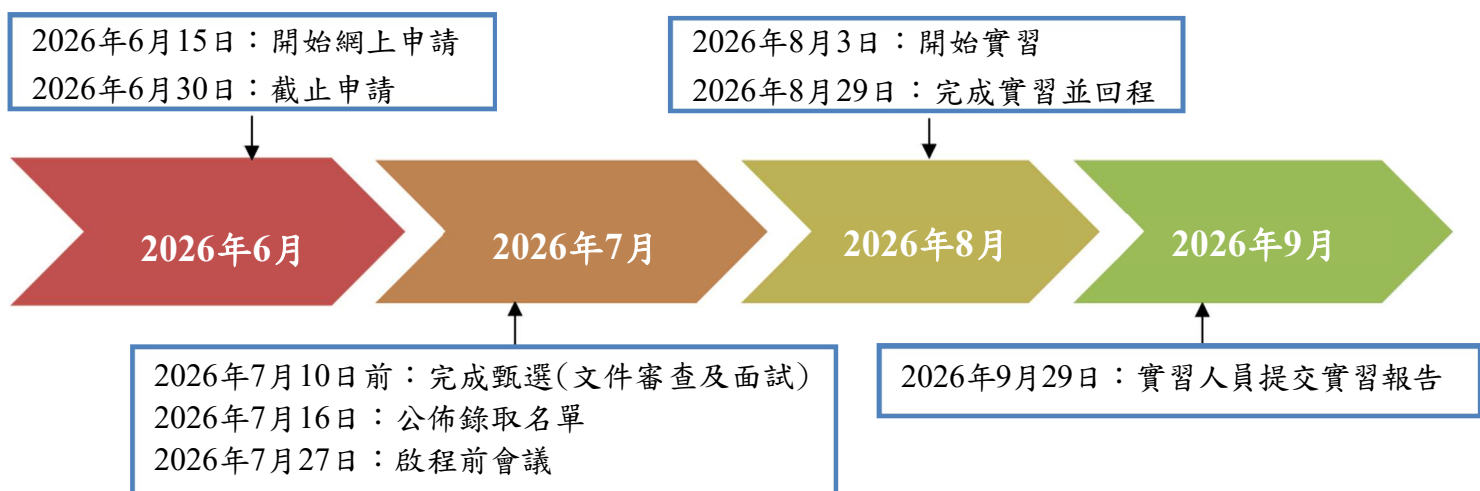 2026年6月15日：開始網上申請
2026年6月30日：截止申請
2026年8月3日：開始實習
2026年8月29日：完成實習並回程
2026年6月
2026年7月
2026年8月
2026年9月
2026年7月10日前：完成甄選(文件審查及面試)
2026年7月16日：公佈錄取名單
2026年7月27日：啟程前會議
2026年9月29日：實習人員提交實習報告